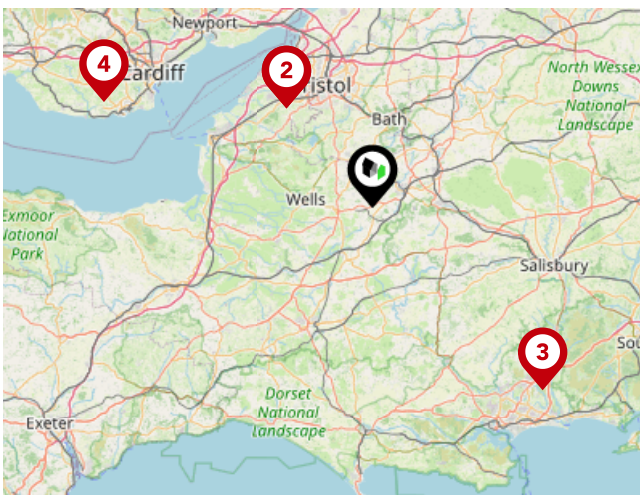 Newport
4
Cardiff
2
ristol
North Wessex
Downs
National
Landscape
Bath
Wells
Exmoor
National
Park
Salisbury
3
Sou
Dorset
National
Landscape
Exeter